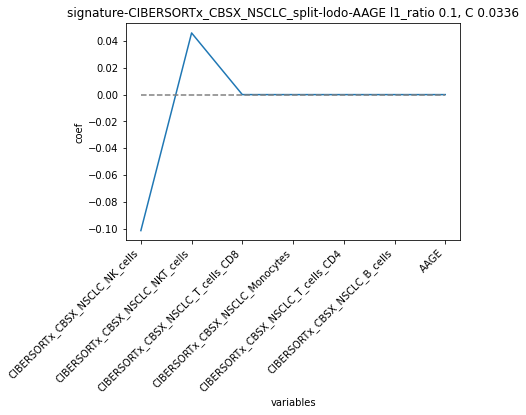 signature-CIBERSORTx_CBSX_NSCLC_split-lodo-AAGE l1_ratio 0.1, C 0.0336
0.04
0.02
0.00
−0.02
−0.04
−0.06
−0.08
−0.10
coef
CIBERSORTx_CBSX_NSCLC_NK_cells
CIBERSORTx_CBSX_NSCLC_NKT_cells
CIBERSORTx_CBSX_NSCLC_T_cells_CD8
CIBERSORTx_CBSX_NSCLC_Monocytes
CIBERSORTx_CBSX_NSCLC_T_cells_CD4
CIBERSORTx_CBSX_NSCLC_B_cells
AAGE
variables